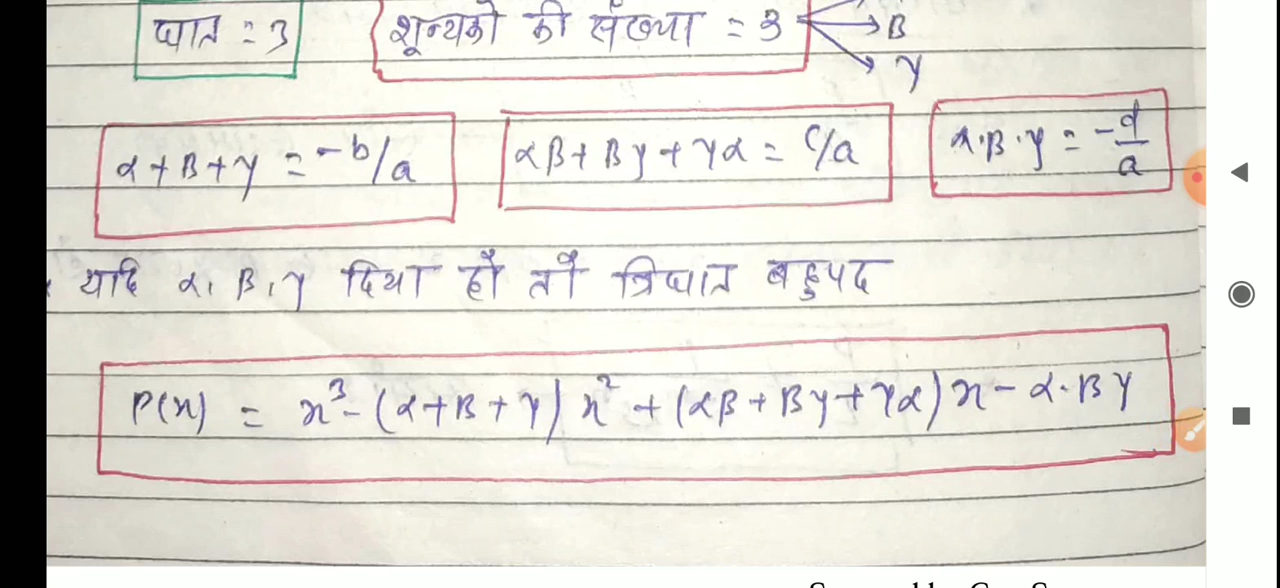 घात = 3 शून्यको की संख्या = 3 → β
→ γ
α+β+γ = -b/a αβ+βγ+γα = c/a α·β·γ = -d/a
यदि α, β, γ दिया हो तो त्रिघात बहुपद
P(x) = x³-(α+β+γ)x²+(αβ+βγ+γα)x-α·βγ